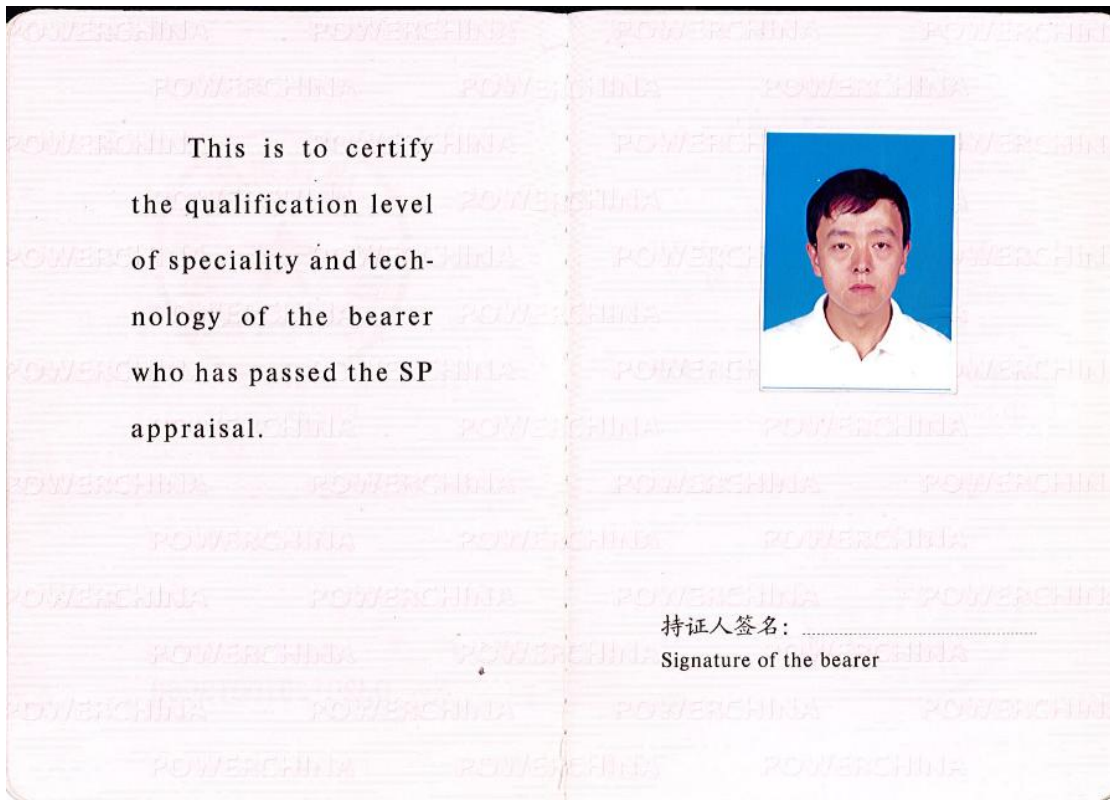 This is to certify
the qualification level
of speciality and tech-
nology of the bearer
who has passed the SP
appraisal.
持证人签名:
Signature of the bearer
POWERCHINA